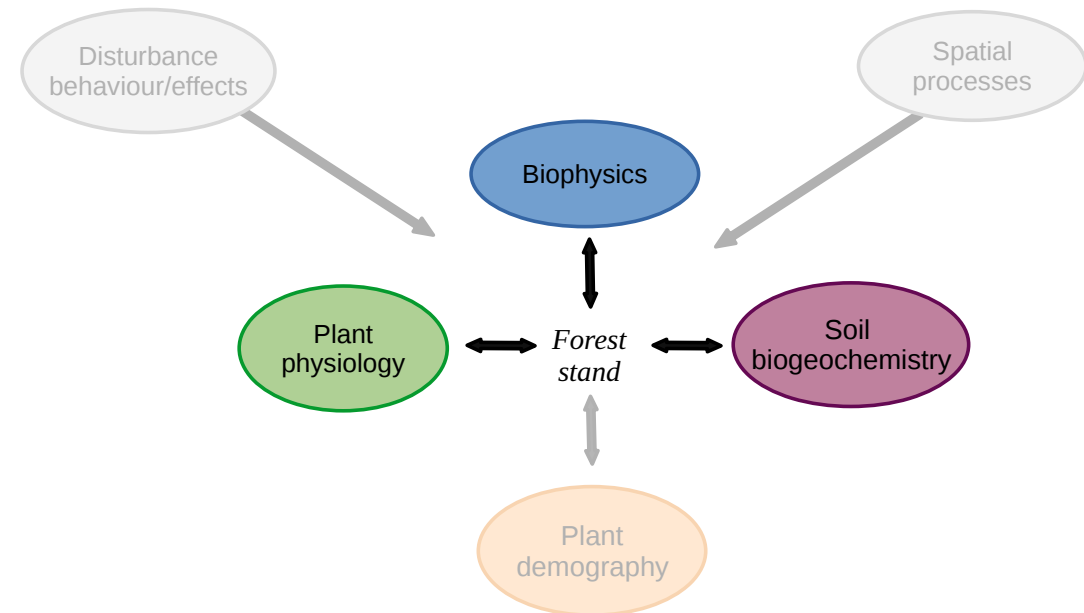 Disturbance
behaviour/effects
Spatial
processes
Biophysics
Plant
physiology
Forest
stand
Soil
biogeochemistry
Plant
demography